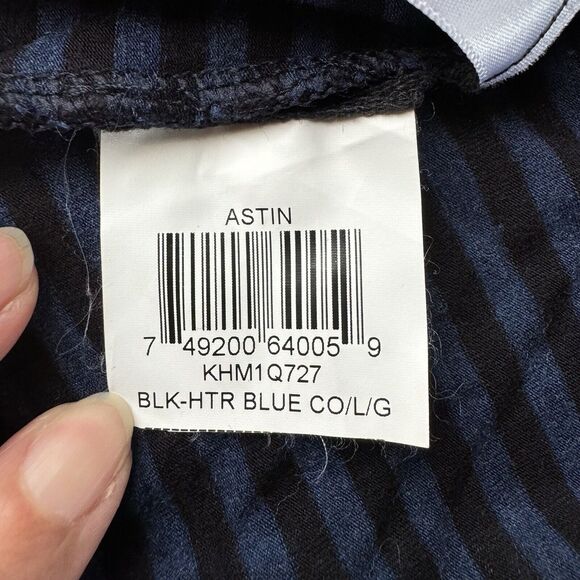 ASTIN
7 49200 64005 9
KHM1Q727
BLK-HTR BLUE CO/L/G